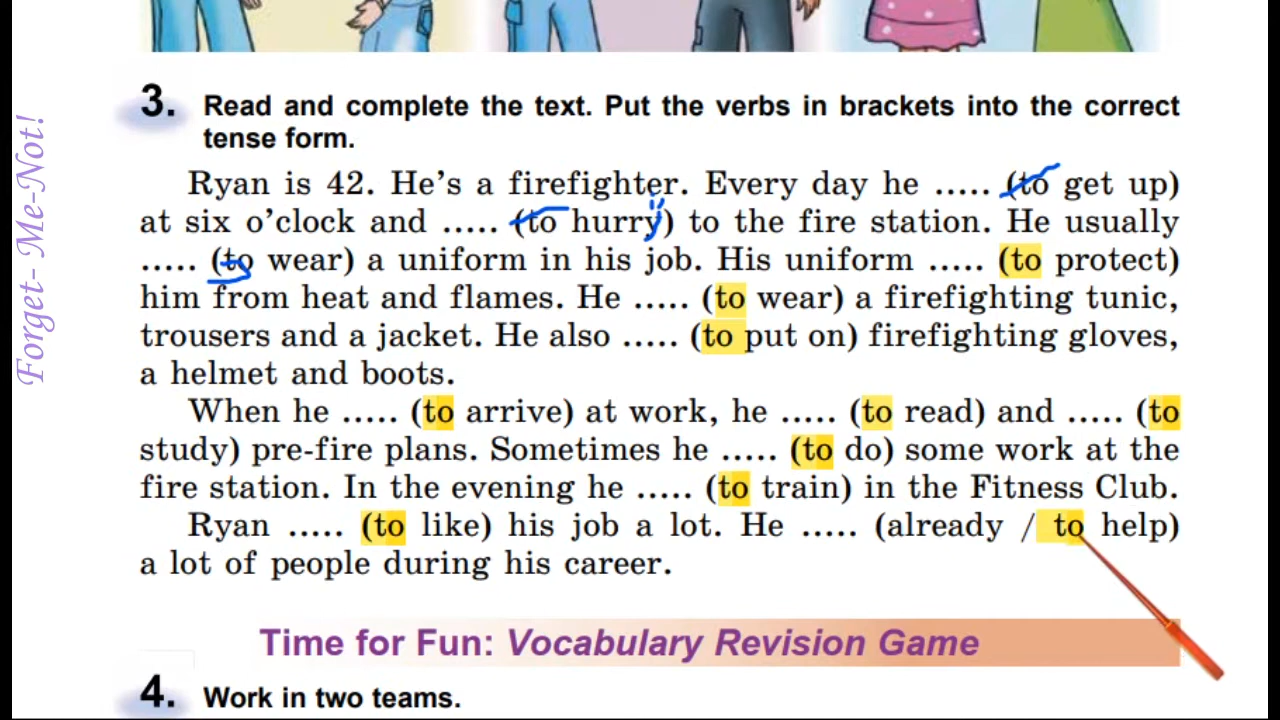 Forget- Me-Not!
3. Read and complete the text. Put the verbs in brackets into the correct
tense form.
Ryan is 42. He's a firefighter. Every day he ..... (to get up)
at six o'clock and ..... (to hurry) to the fire station. He usually
..... (to wear) a uniform in his job. His uniform ..... (to protect)
him from heat and flames. He ..... (to wear) a firefighting tunic,
trousers and a jacket. He also ..... (to put on) firefighting gloves,
a helmet and boots.
When he ..... (to arrive) at work, he ..... (to read) and ..... (to
study) pre-fire plans. Sometimes he ..... (to do) some work at the
fire station. In the evening he ..... (to train) in the Fitness Club.
Ryan ..... (to like) his job a lot. He ..... (already / to help)
a lot of people during his career.
Time for Fun: Vocabulary Revision Game
4. Work in two teams.